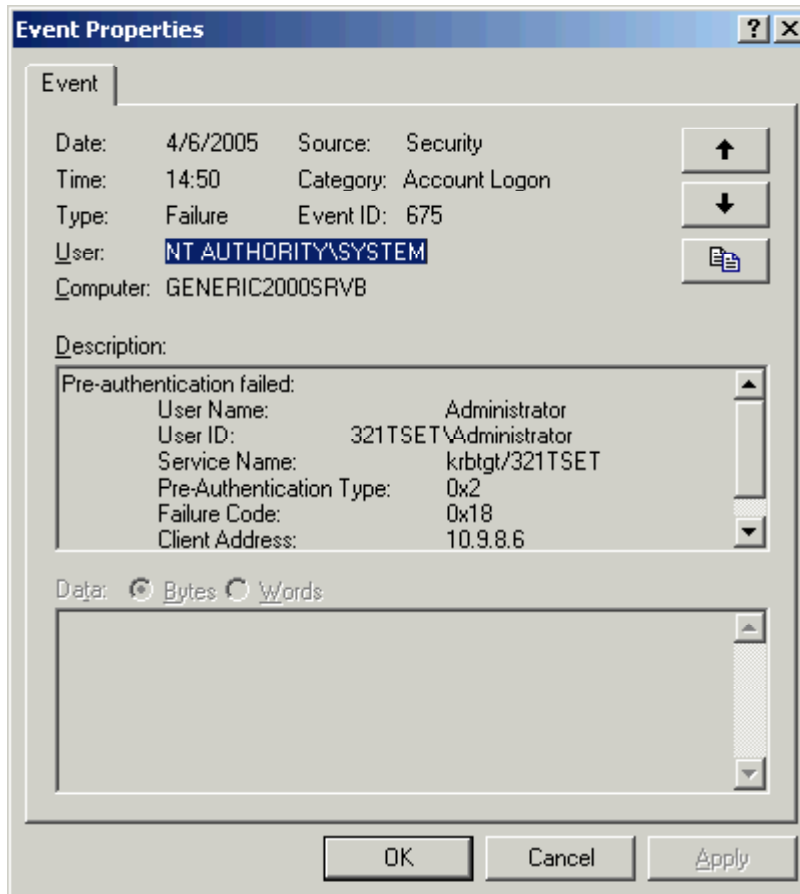 Event Properties
Event
Date: 4/6/2005 Source: Security
Time: 14:50 Category: Account Logon
Type: Failure Event ID: 675
User: NT AUTHORITY\SYSTEM
Computer: GENERIC2000SRVB
Description:
Pre-authentication failed:
User Name: Administrator
User ID: 321TSET\Administrator
Service Name: krbtgt/321TSET
Pre-Authentication Type: 0x2
Failure Code: 0x18
Client Address: 10.9.8.6
Data: Bytes Words
OK Cancel Apply